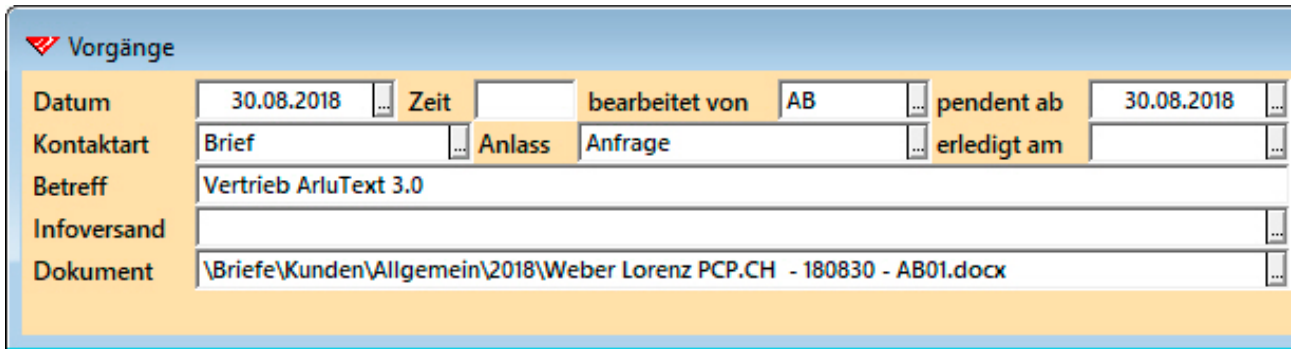 Vorgänge
Datum 30.08.2018 ... Zeit bearbeitet von AB ... pendent ab 30.08.2018 ...
Kontaktart Brief ... Anlass Anfrage ... erledigt am ...
Betreff Vertrieb ArluText 3.0
Infoversand ...
Dokument \Briefe\Kunden\Allgemein\2018\Weber Lorenz PCP.CH - 180830 - AB01.docx ...